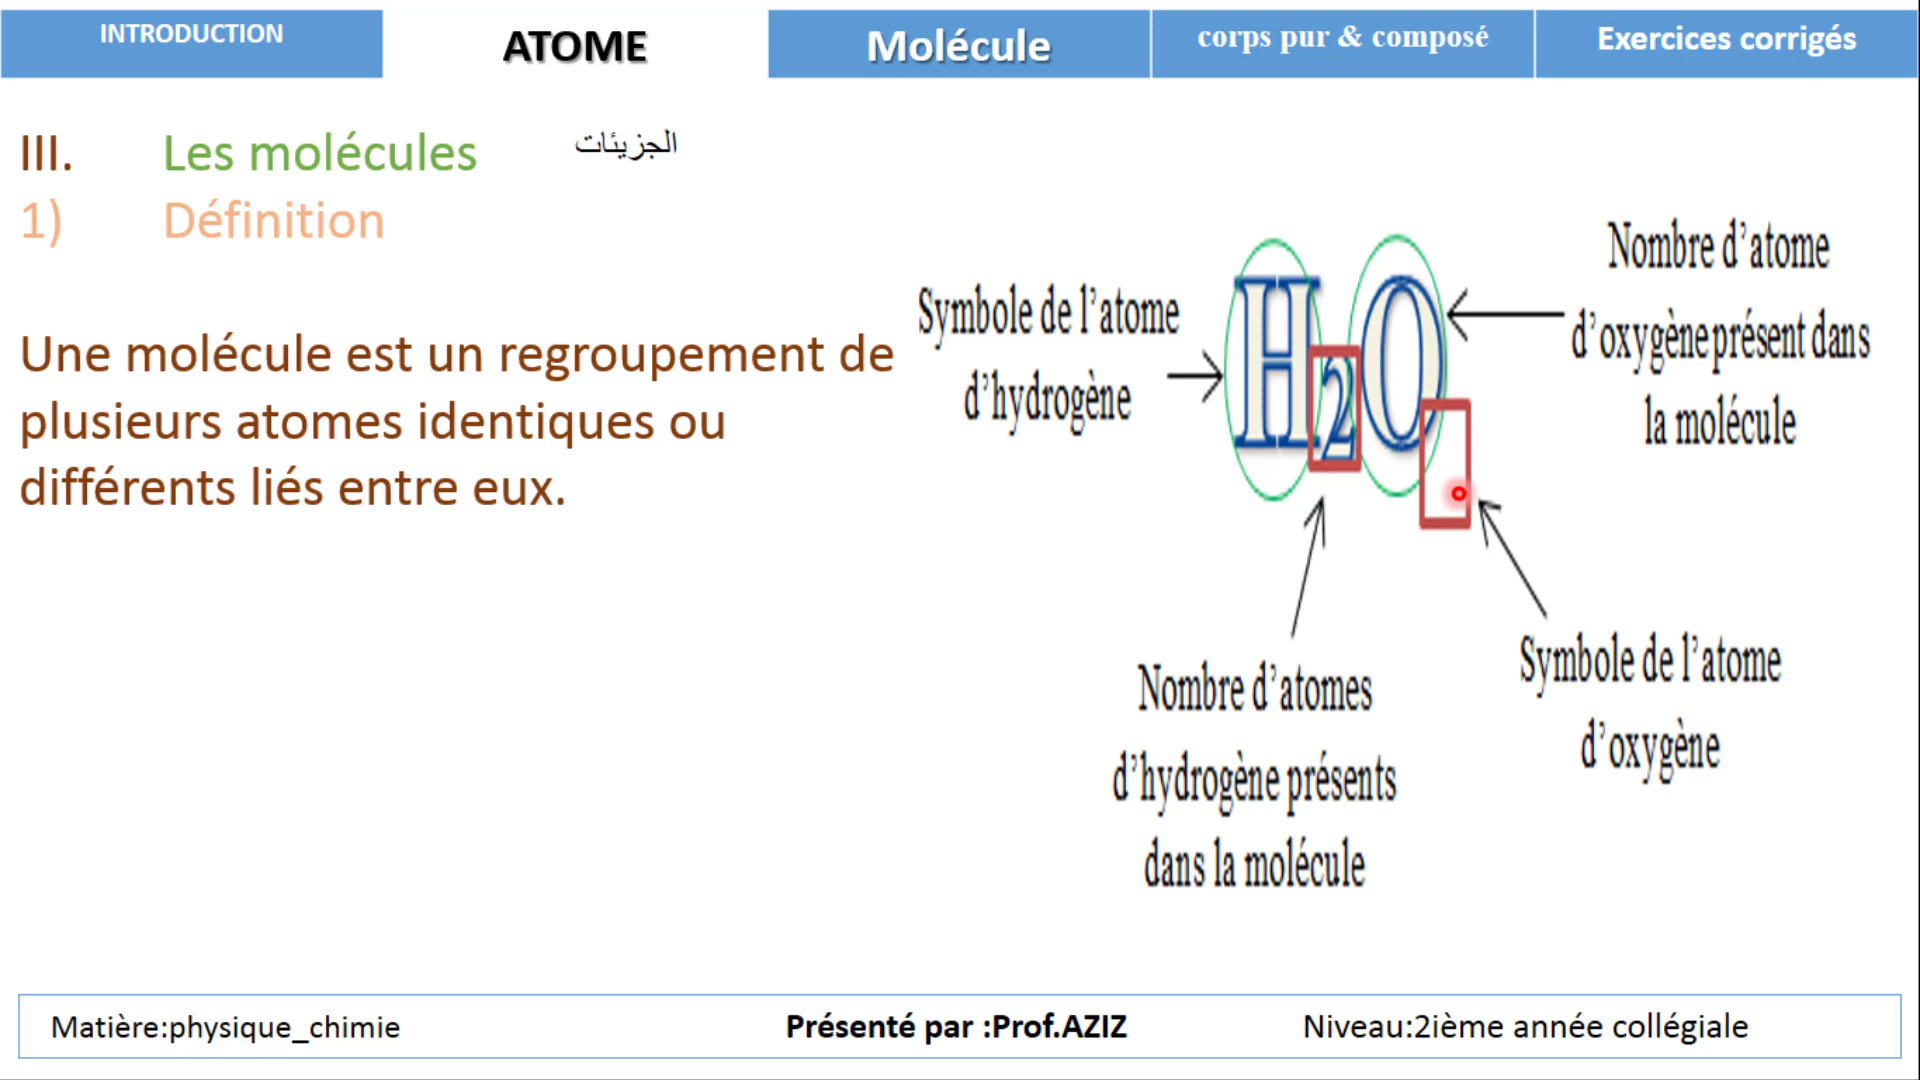 INTRODUCTION
ATOME
Molécule
corps pur & composé
Exercices corrigés
III. Les molécules الجزيئات
1) Définition
Une molécule est un regroupement de
plusieurs atomes identiques ou
différents liés entre eux.
Symbole de l'atome
d'hydrogène
H2O
Nombre d'atome
d'oxygène présent dans
la molécule
Nombre d'atomes
d'hydrogène présents
dans la molécule
Symbole de l'atome
d'oxygène
Matière:physique_chimie
Présenté par :Prof.AZIZ
Niveau:2ième année collégiale